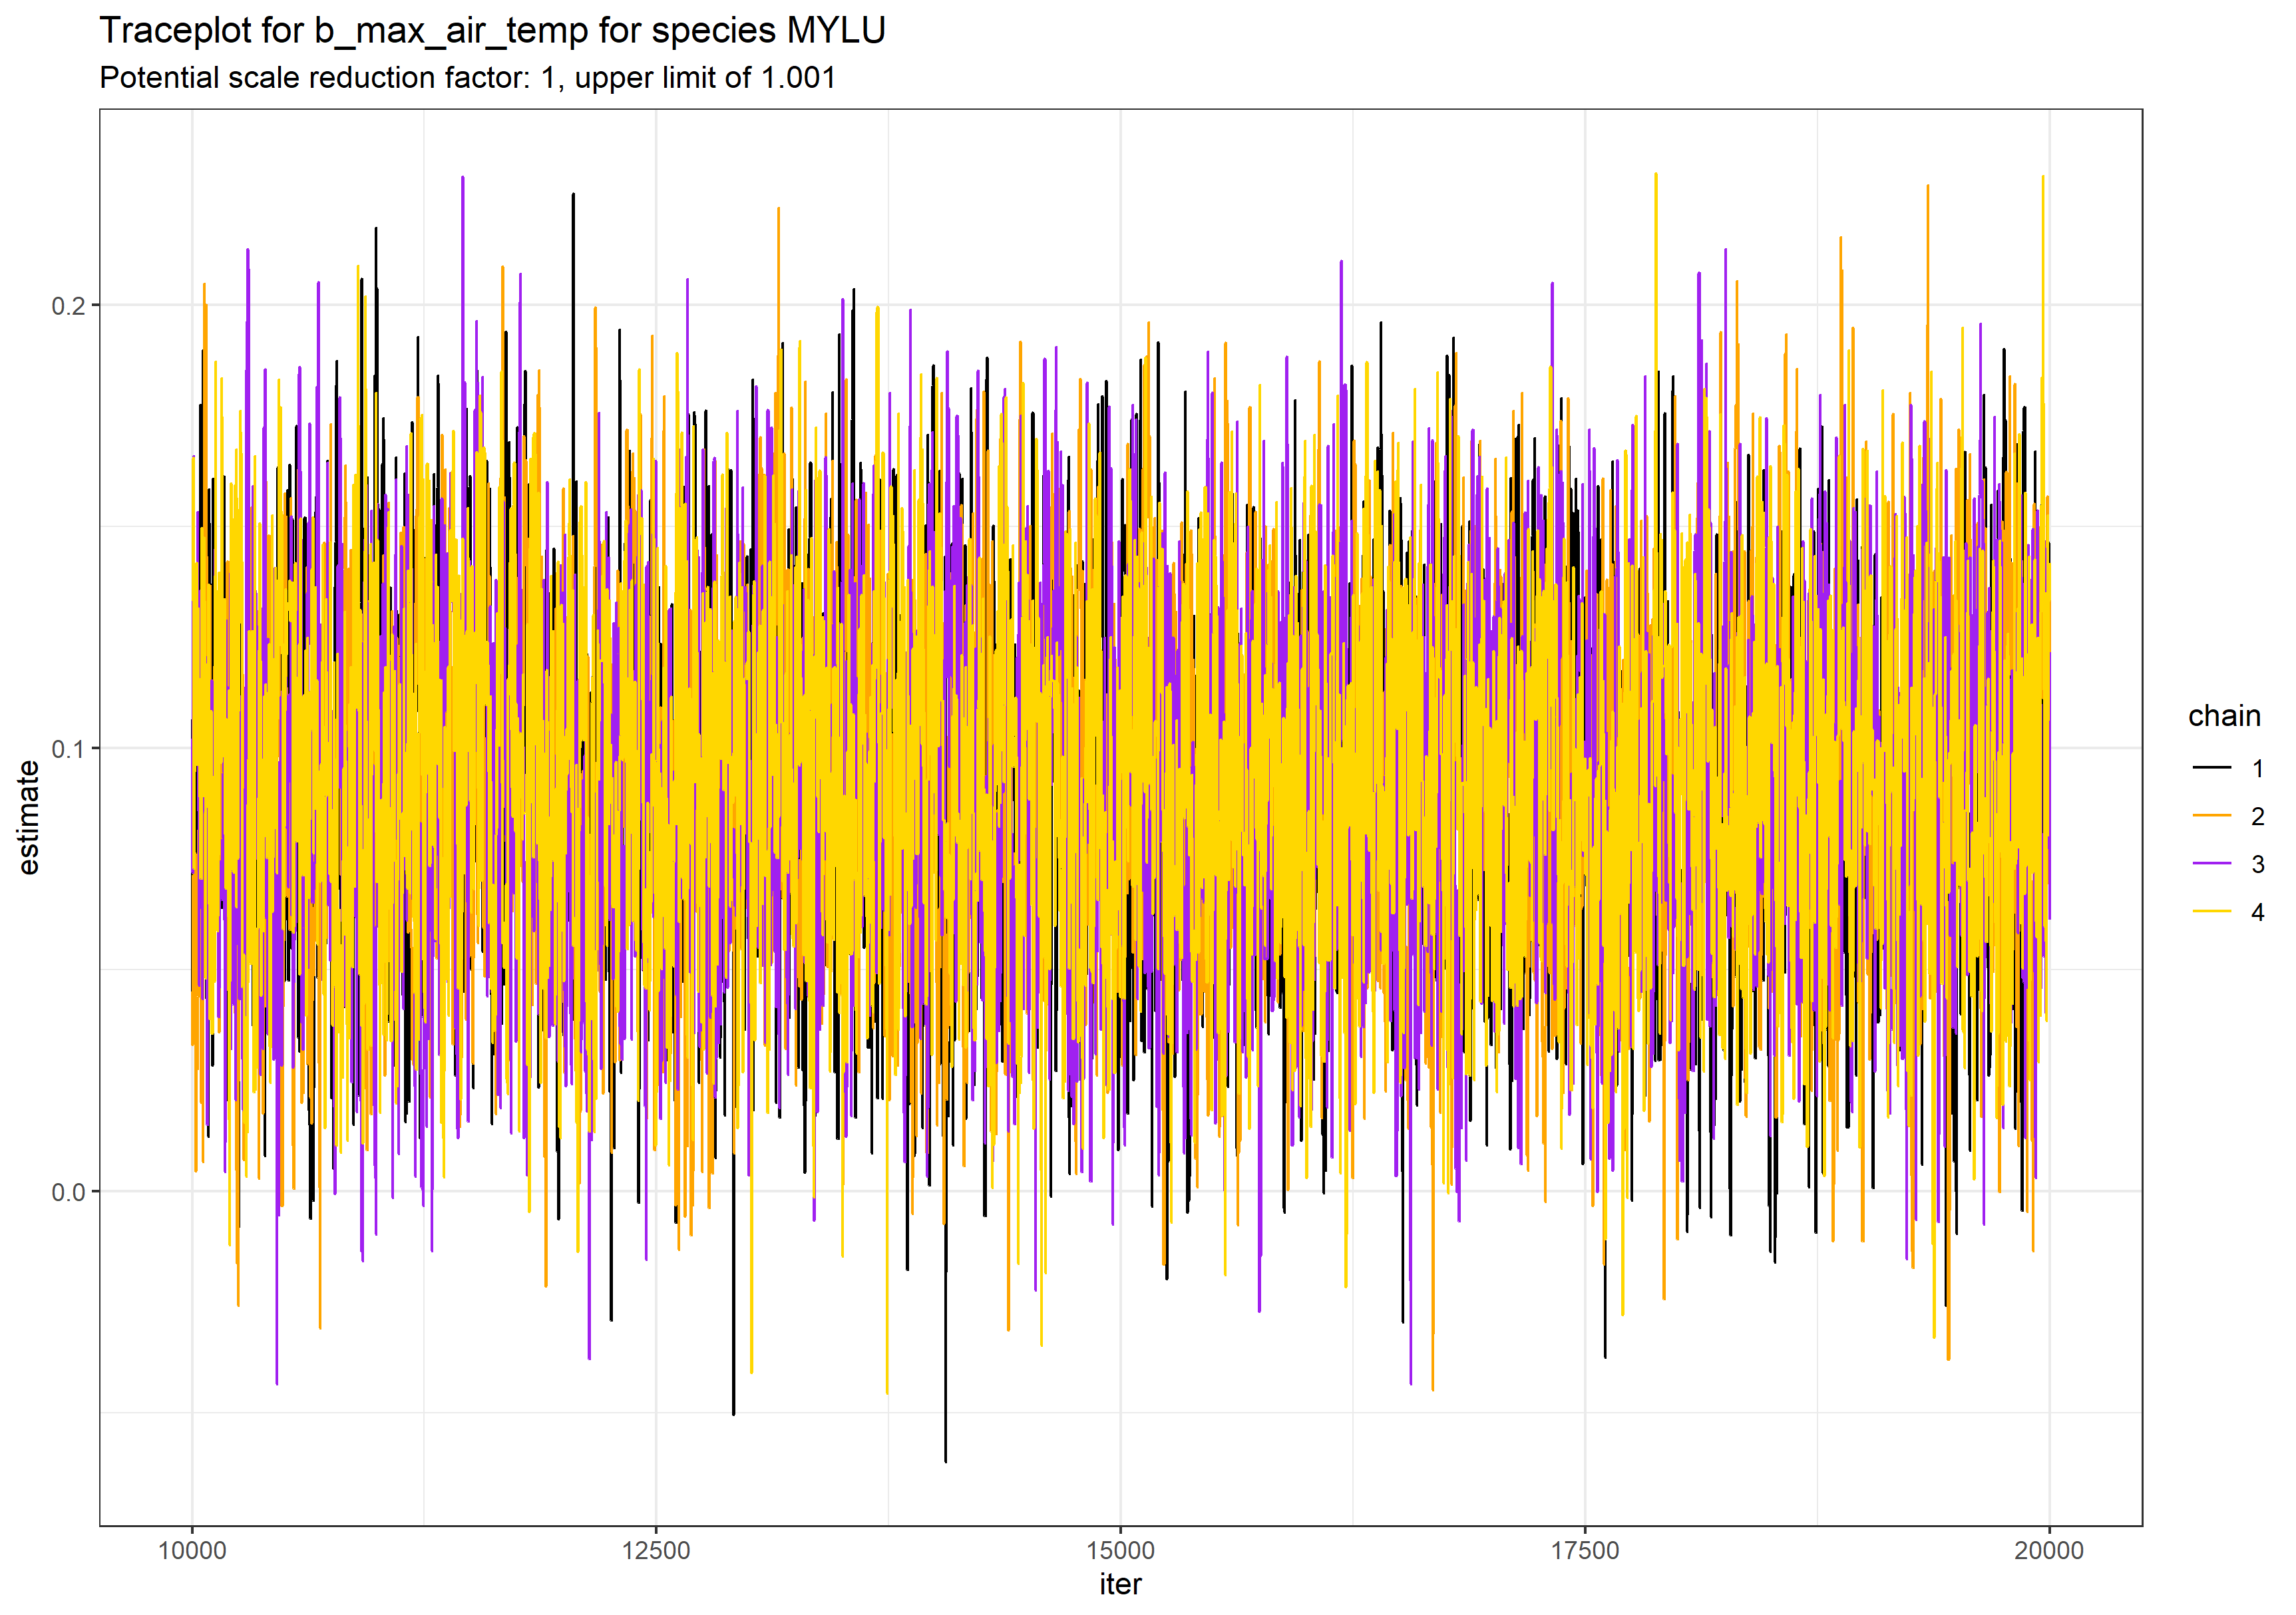 Traceplot for b_max_air_temp for species MYLU
Potential scale reduction factor: 1, upper limit of 1.001
estimate
0.2
0.1
0.0
10000
12500
15000
17500
20000
iter
chain
1
2
3
4